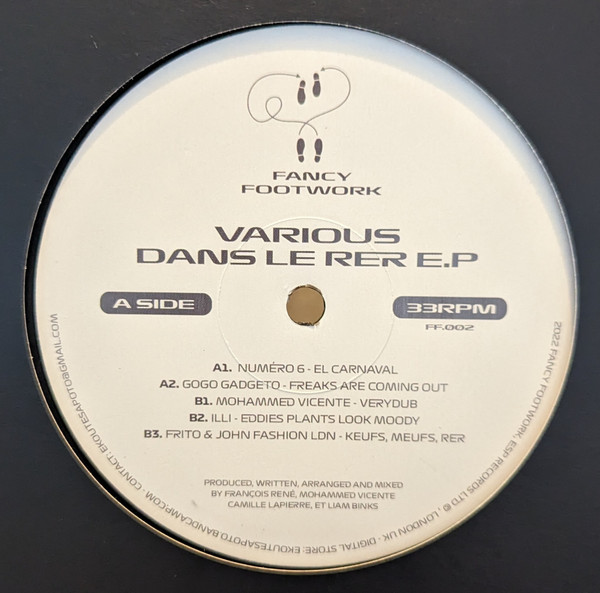 FANCY
FOOTWORK
VARIOUS
DANS LE RER E.P
A SIDE
33RPM
FF.002
A1. NUMÉRO 6 - EL CARNAVAL
A2. GOGO GADGETO - FREAKS ARE COMING OUT
B1. MOHAMMED VICENTE - VERYDUB
B2. ILLI - EDDIES PLANTS LOOK MOODY
B3. FRITO & JOHN FASHION LDN - KEUFS, MEUFS, RER
PRODUCED, WRITTEN, ARRANGED AND MIXED
BY FRANÇOIS RENÉ, MOHAMMED VICENTE
CAMILLE LAPIERRE, ET LIAM BINKS
2022 FANCY FOOTWORK, ESP RECORDS LTD ©, LONDON UK - DIGITAL STORE: EKOUTESAPOTO.BANDCAMP.COM. CONTACT: EKOUTESAPOTO@GMAIL.COM